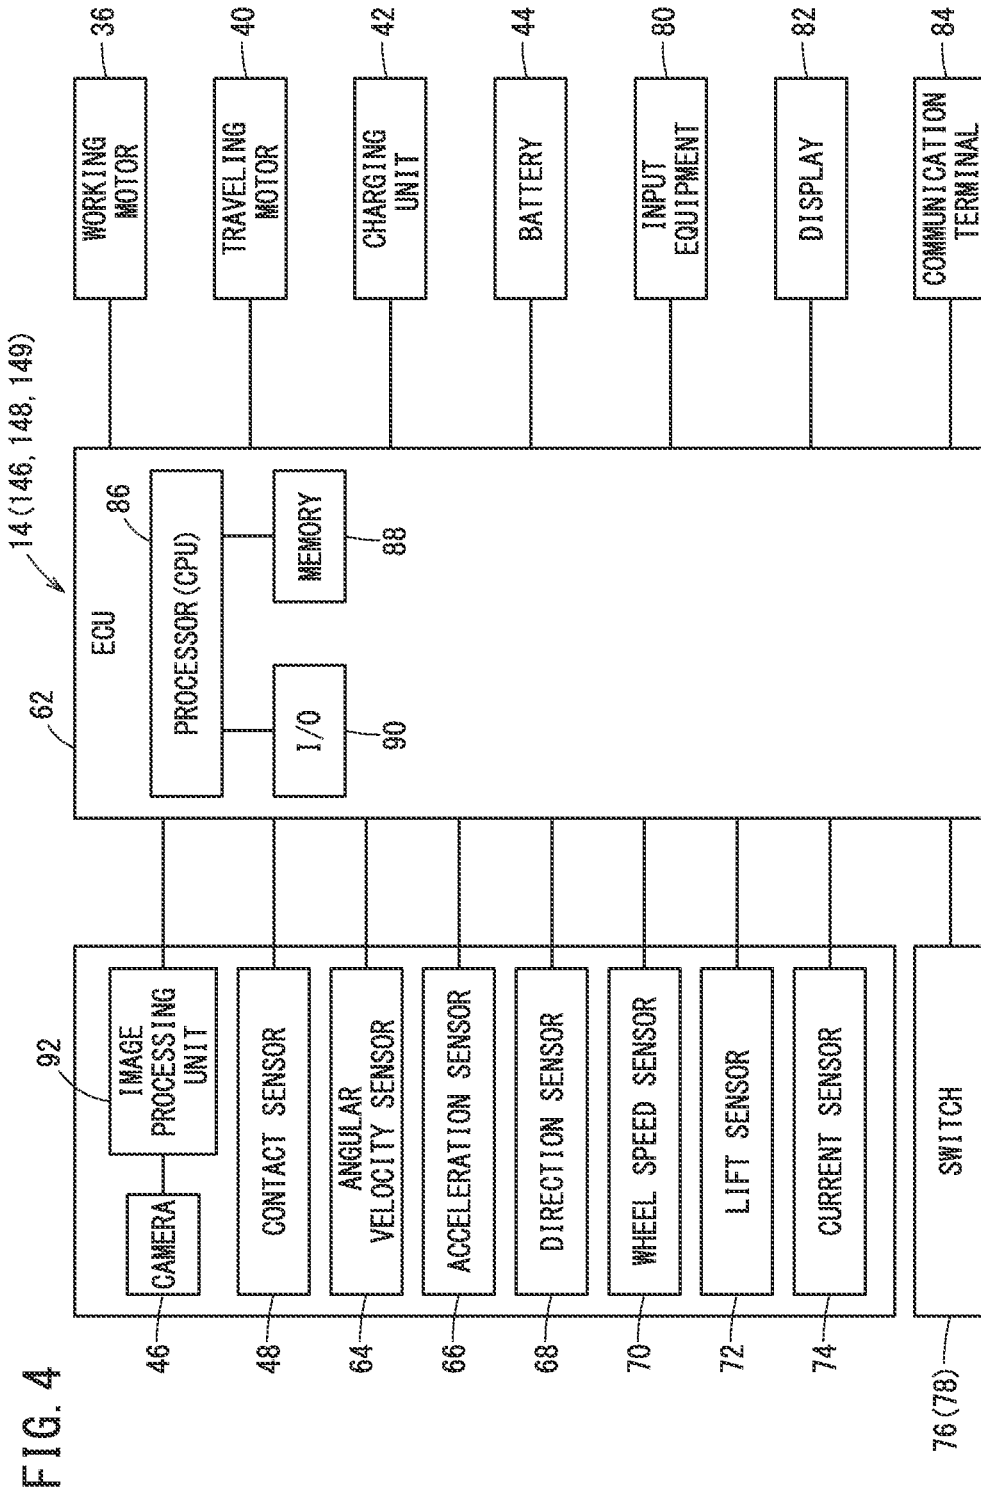 FIG. 4
14(146, 148, 149)
62
ECU
86
PROCESSOR(CPU)
I/O
90
MEMORY
88
92
CAMERA
46
IMAGE
PROCESSING
UNIT
CONTACT SENSOR
48
ANGULAR
VELOCITY SENSOR
64
ACCELERATION SENSOR
66
DIRECTION SENSOR
68
WHEEL SPEED SENSOR
70
LIFT SENSOR
72
CURRENT SENSOR
74
SWITCH
76(78)
WORKING
MOTOR
36
TRAVELING
MOTOR
40
CHARGING
UNIT
42
BATTERY
44
INPUT
EQUIPMENT
80
DISPLAY
82
COMMUNICATION
TERMINAL
84